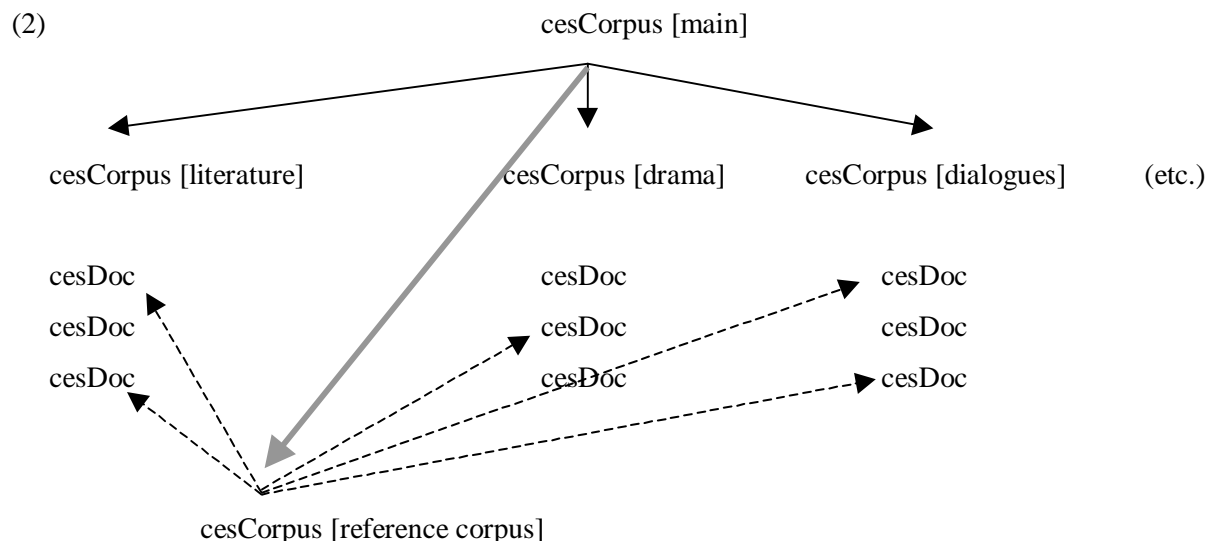 (2) cesCorpus [main]
cesCorpus [literature] cesCorpus [drama] cesCorpus [dialogues] (etc.)
cesDoc cesDoc cesDoc
cesDoc cesDoc cesDoc
cesDoc cesDoc cesDoc
cesCorpus [reference corpus]